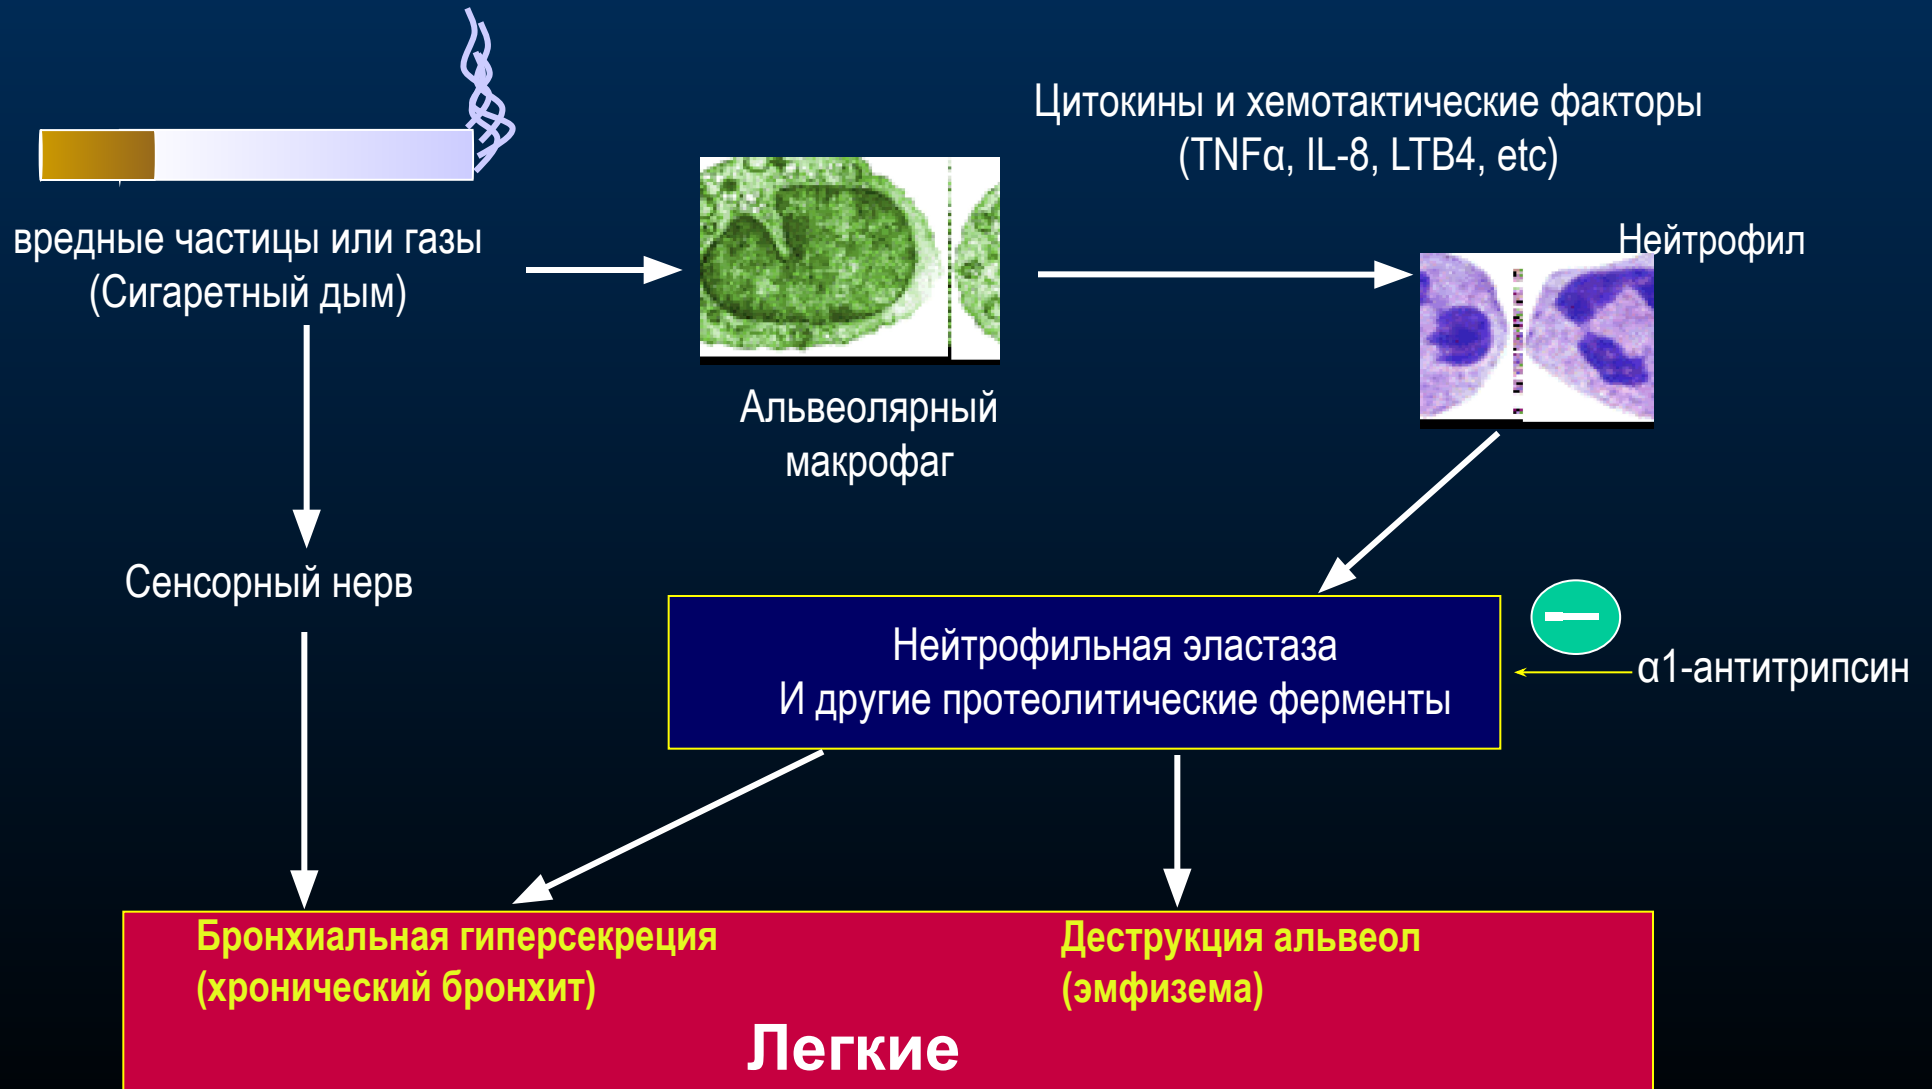 Цитокины и хемотактические факторы
(TNFα, IL-8, LTB4, etc)
вредные частицы или газы
(Сигаретный дым)
Нейтрофил
Альвеолярный
макрофаг
Сенсорный нерв
Нейтрофильная эластаза
И другие протеолитические ферменты
α1-антитрипсин
Бронхиальная гиперсекреция
(хронический бронхит)
Деструкция альвеол
(эмфизема)
Легкие